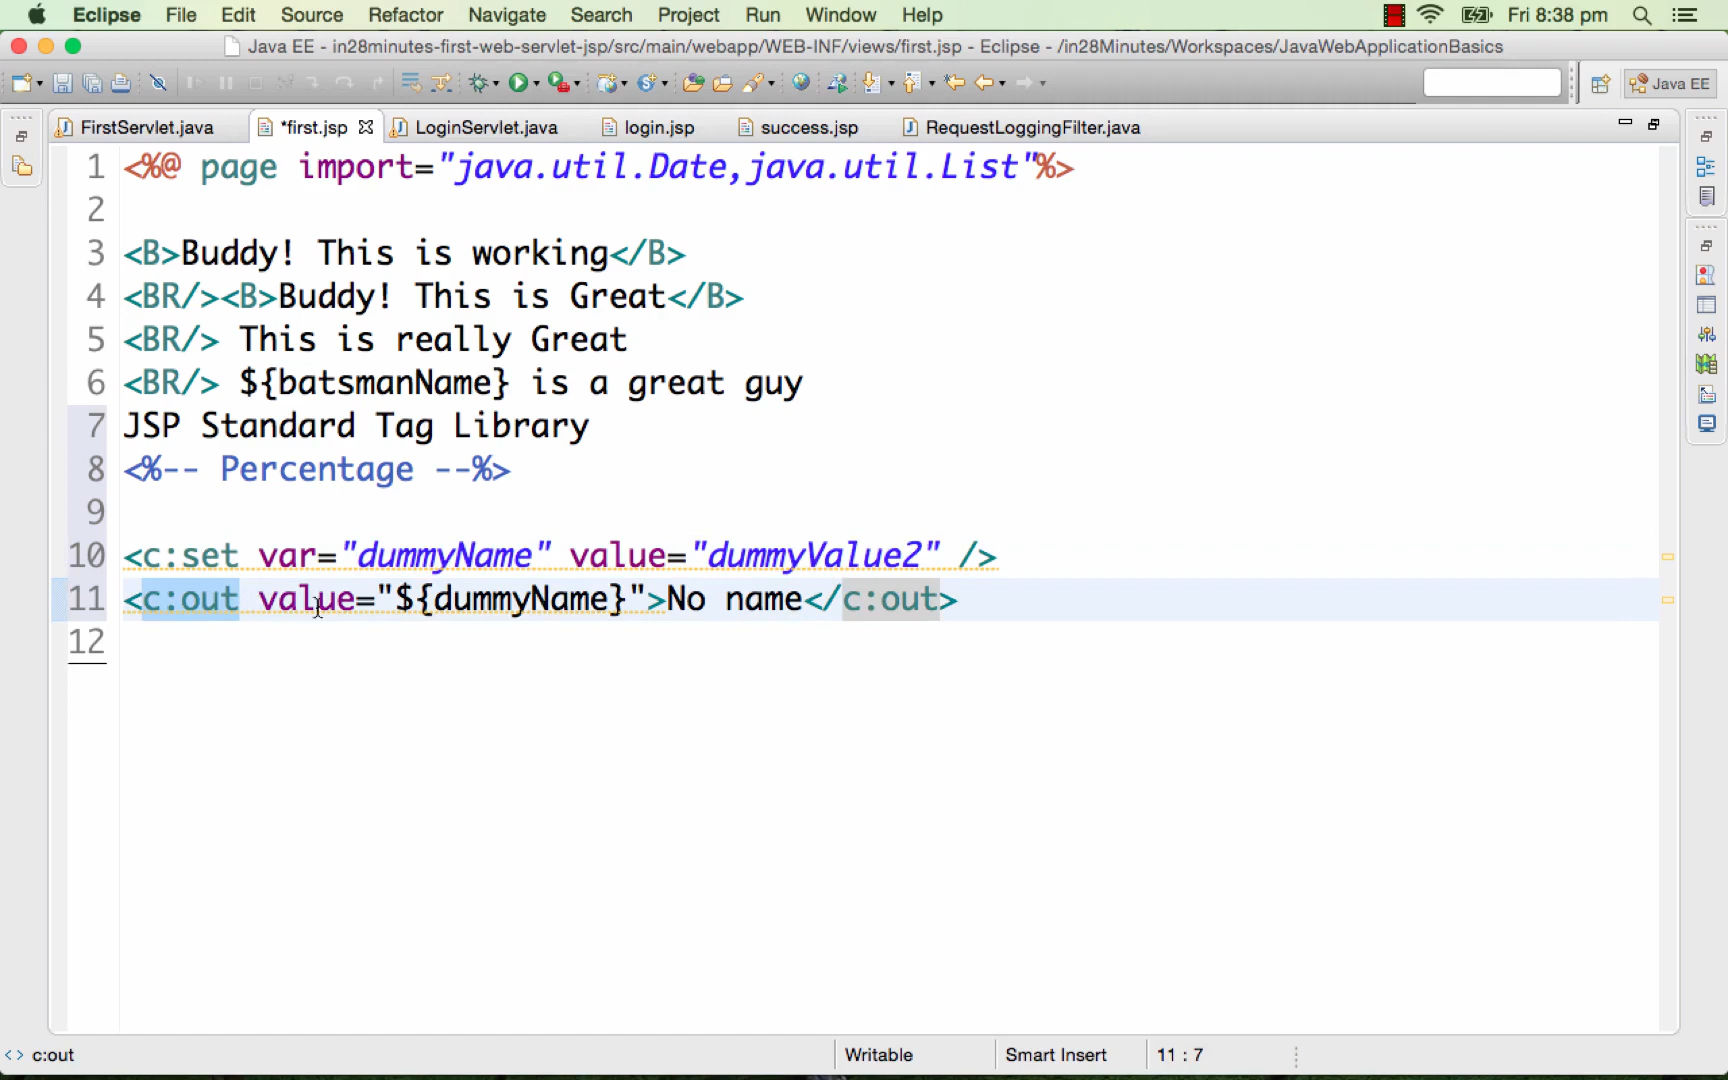 Eclipse File Edit Source Refactor Navigate Search Project Run Window Help Fri 8:38 pm
Java EE - in28minutes-first-web-servlet-jsp/src/main/webapp/WEB-INF/views/first.jsp - Eclipse - /in28Minutes/Workspaces/JavaWebApplicationBasics
Java EE
FirstServlet.java *first.jsp LoginServlet.java login.jsp success.jsp RequestLoggingFilter.java
1 <%@ page import="java.util.Date,java.util.List"%>
2
3 <B>Buddy! This is working</B>
4 <BR/><B>Buddy! This is Great</B>
5 <BR/> This is really Great
6 <BR/> ${batsmanName} is a great guy
7 JSP Standard Tag Library
8 <%-- Percentage --%>
9
10 <c:set var="dummyName" value="dummyValue2" />
11 <c:out value="${dummyName}">No name</c:out>
12
<> c:out Writable Smart Insert 11 : 7